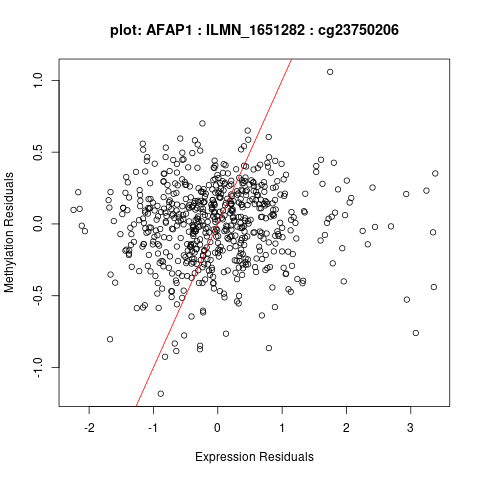 plot: AFAP1 : ILMN_1651282 : cg23750206
Methylation Residuals
1.0
0.5
0.0
-0.5
-1.0
-2 -1 0 1 2 3
Expression Residuals